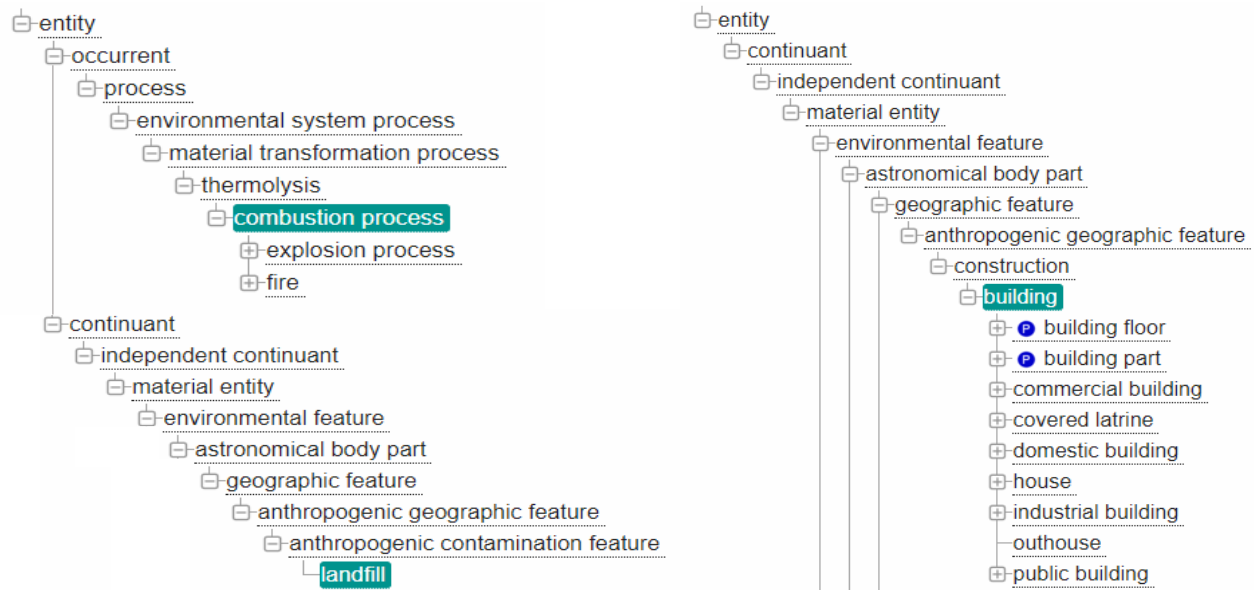 entity
occurrent
process
environmental system process
material transformation process
thermolysis
combustion process
explosion process
fire
continuant
independent continuant
material entity
environmental feature
astronomical body part
geographic feature
anthropogenic geographic feature
anthropogenic contamination feature
landfill
entity
continuant
independent continuant
material entity
environmental feature
astronomical body part
geographic feature
anthropogenic geographic feature
construction
building
P building floor
P building part
commercial building
covered latrine
domestic building
house
industrial building
outhouse
public building